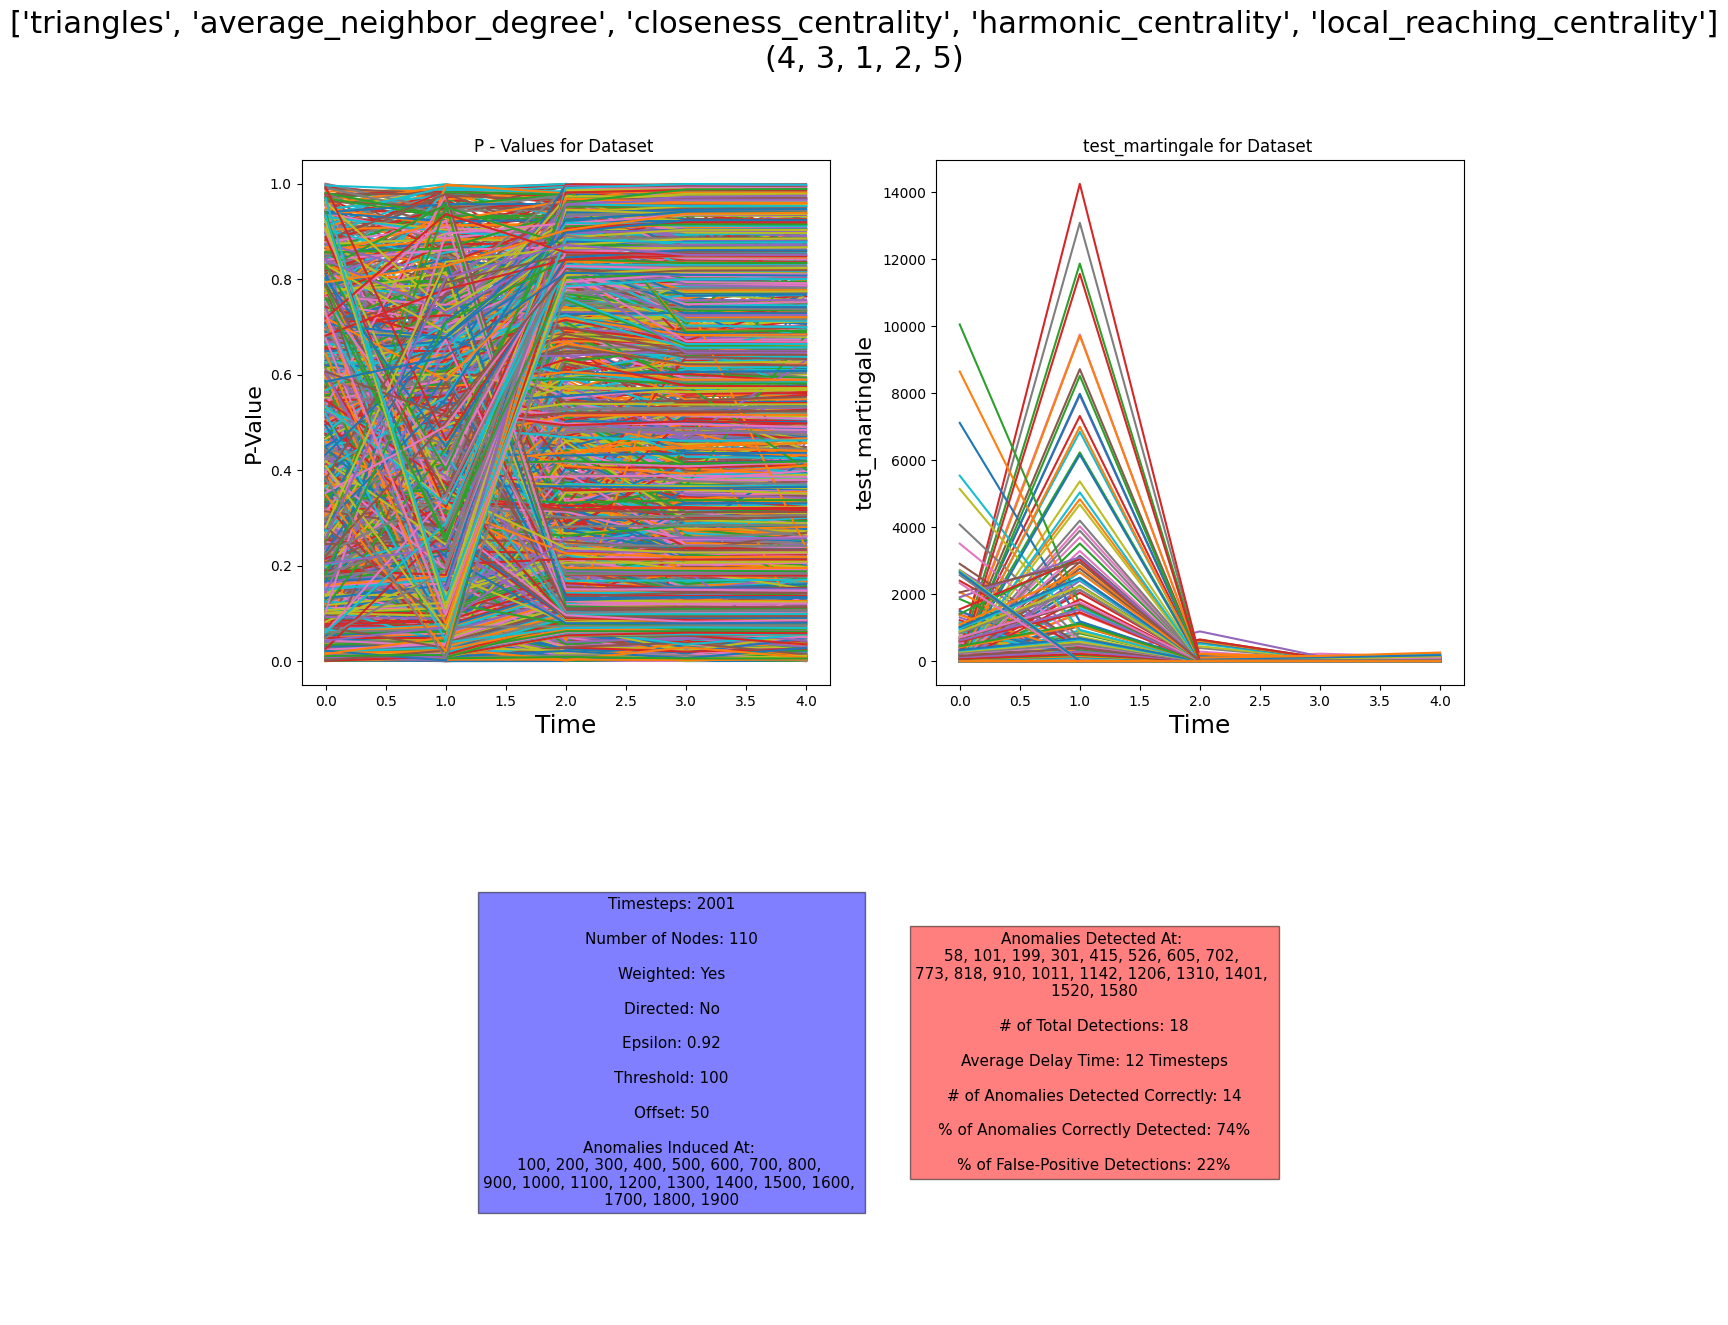 ['triangles', 'average_neighbor_degree', 'closeness_centrality', 'harmonic_centrality', 'local_reaching_centrality']
(4, 3, 1, 2, 5)
P - Values for Dataset
P-Value
1.0
0.8
0.6
0.4
0.2
0.0
0.0 0.5 1.0 1.5 2.0 2.5 3.0 3.5 4.0
Time
test_martingale for Dataset
test_martingale
14000
12000
10000
8000
6000
4000
2000
0
0.0 0.5 1.0 1.5 2.0 2.5 3.0 3.5 4.0
Time
Timesteps: 2001
Number of Nodes: 110
Weighted: Yes
Directed: No
Epsilon: 0.92
Threshold: 100
Offset: 50
Anomalies Induced At:
100, 200, 300, 400, 500, 600, 700, 800,
900, 1000, 1100, 1200, 1300, 1400, 1500, 1600,
1700, 1800, 1900
Anomalies Detected At:
58, 101, 199, 301, 415, 526, 605, 702,
773, 818, 910, 1011, 1142, 1206, 1310, 1401,
1520, 1580
# of Total Detections: 18
Average Delay Time: 12 Timesteps
# of Anomalies Detected Correctly: 14
% of Anomalies Correctly Detected: 74%
% of False-Positive Detections: 22%